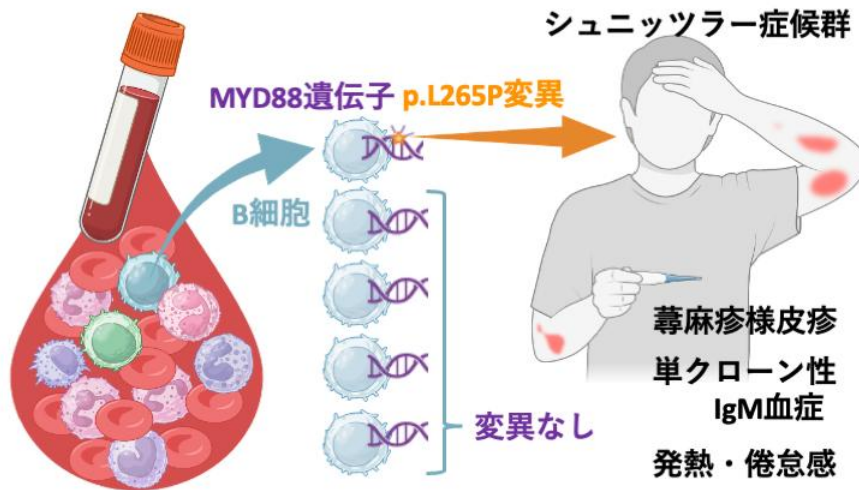 シュニッツラー症候群
MYD88遺伝子 p.L265P変異
B細胞
変異なし
蕁麻疹様皮疹
単クローン性
IgM血症
発熱・倦怠感